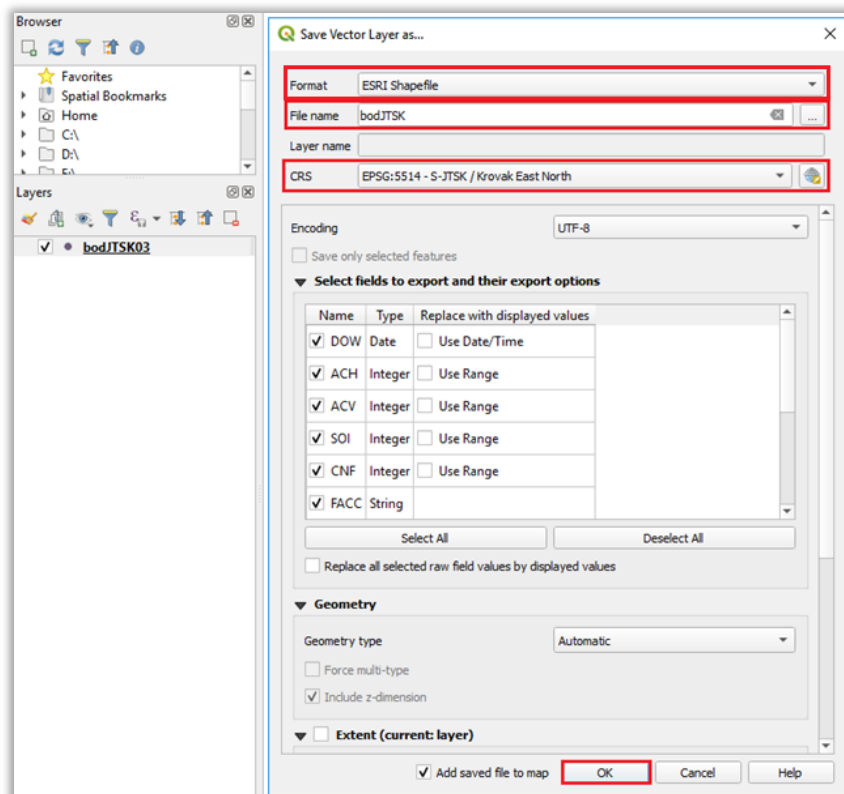 Browser
Favorites
Spatial Bookmarks
Home
C:\
D:\
Layers
bodJTSK03
Save Vector Layer as...
Format ESRI Shapefile
File name bodJTSK ...
Layer name
CRS EPSG:5514 - S-JTSK / Krovak East North
Encoding UTF-8
Save only selected features
Select fields to export and their export options
Name Type Replace with displayed values
DOW Date Use Date/Time
ACH Integer Use Range
ACV Integer Use Range
SOI Integer Use Range
CNF Integer Use Range
FACC String
Select All Deselect All
Replace all selected raw field values by displayed values
Geometry
Geometry type Automatic
Force multi-type
Include z-dimension
Extent (current: layer)
Add saved file to map OK Cancel Help